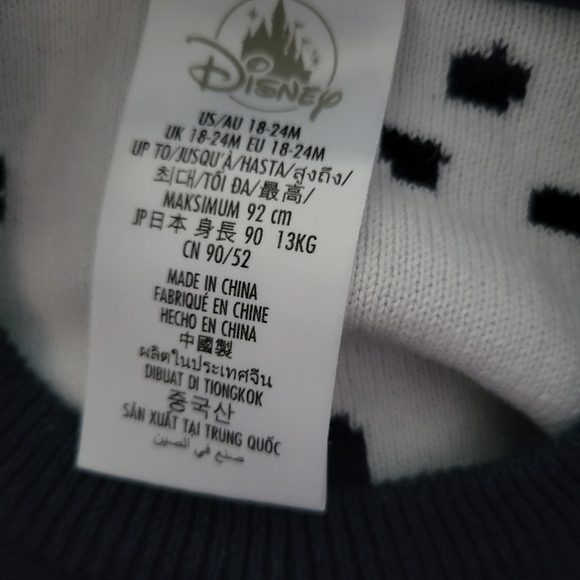 Disney
US/AU 18-24M
UK 18-24M EU 18-24M
UP TO/JUSQU'À/HASTA/สูงถึง/
최대/TỐI ĐA/最高/
MAKSIMUM 92 cm
JP日本 身長 90 13KG
CN 90/52
MADE IN CHINA
FABRIQUÉ EN CHINE
HECHO EN CHINA
中國製
ผลิตในประเทศจีน
DIBUAT DI TIONGKOK
중국산
SẢN XUẤT TẠI TRUNG QUỐC
صنع في الصين